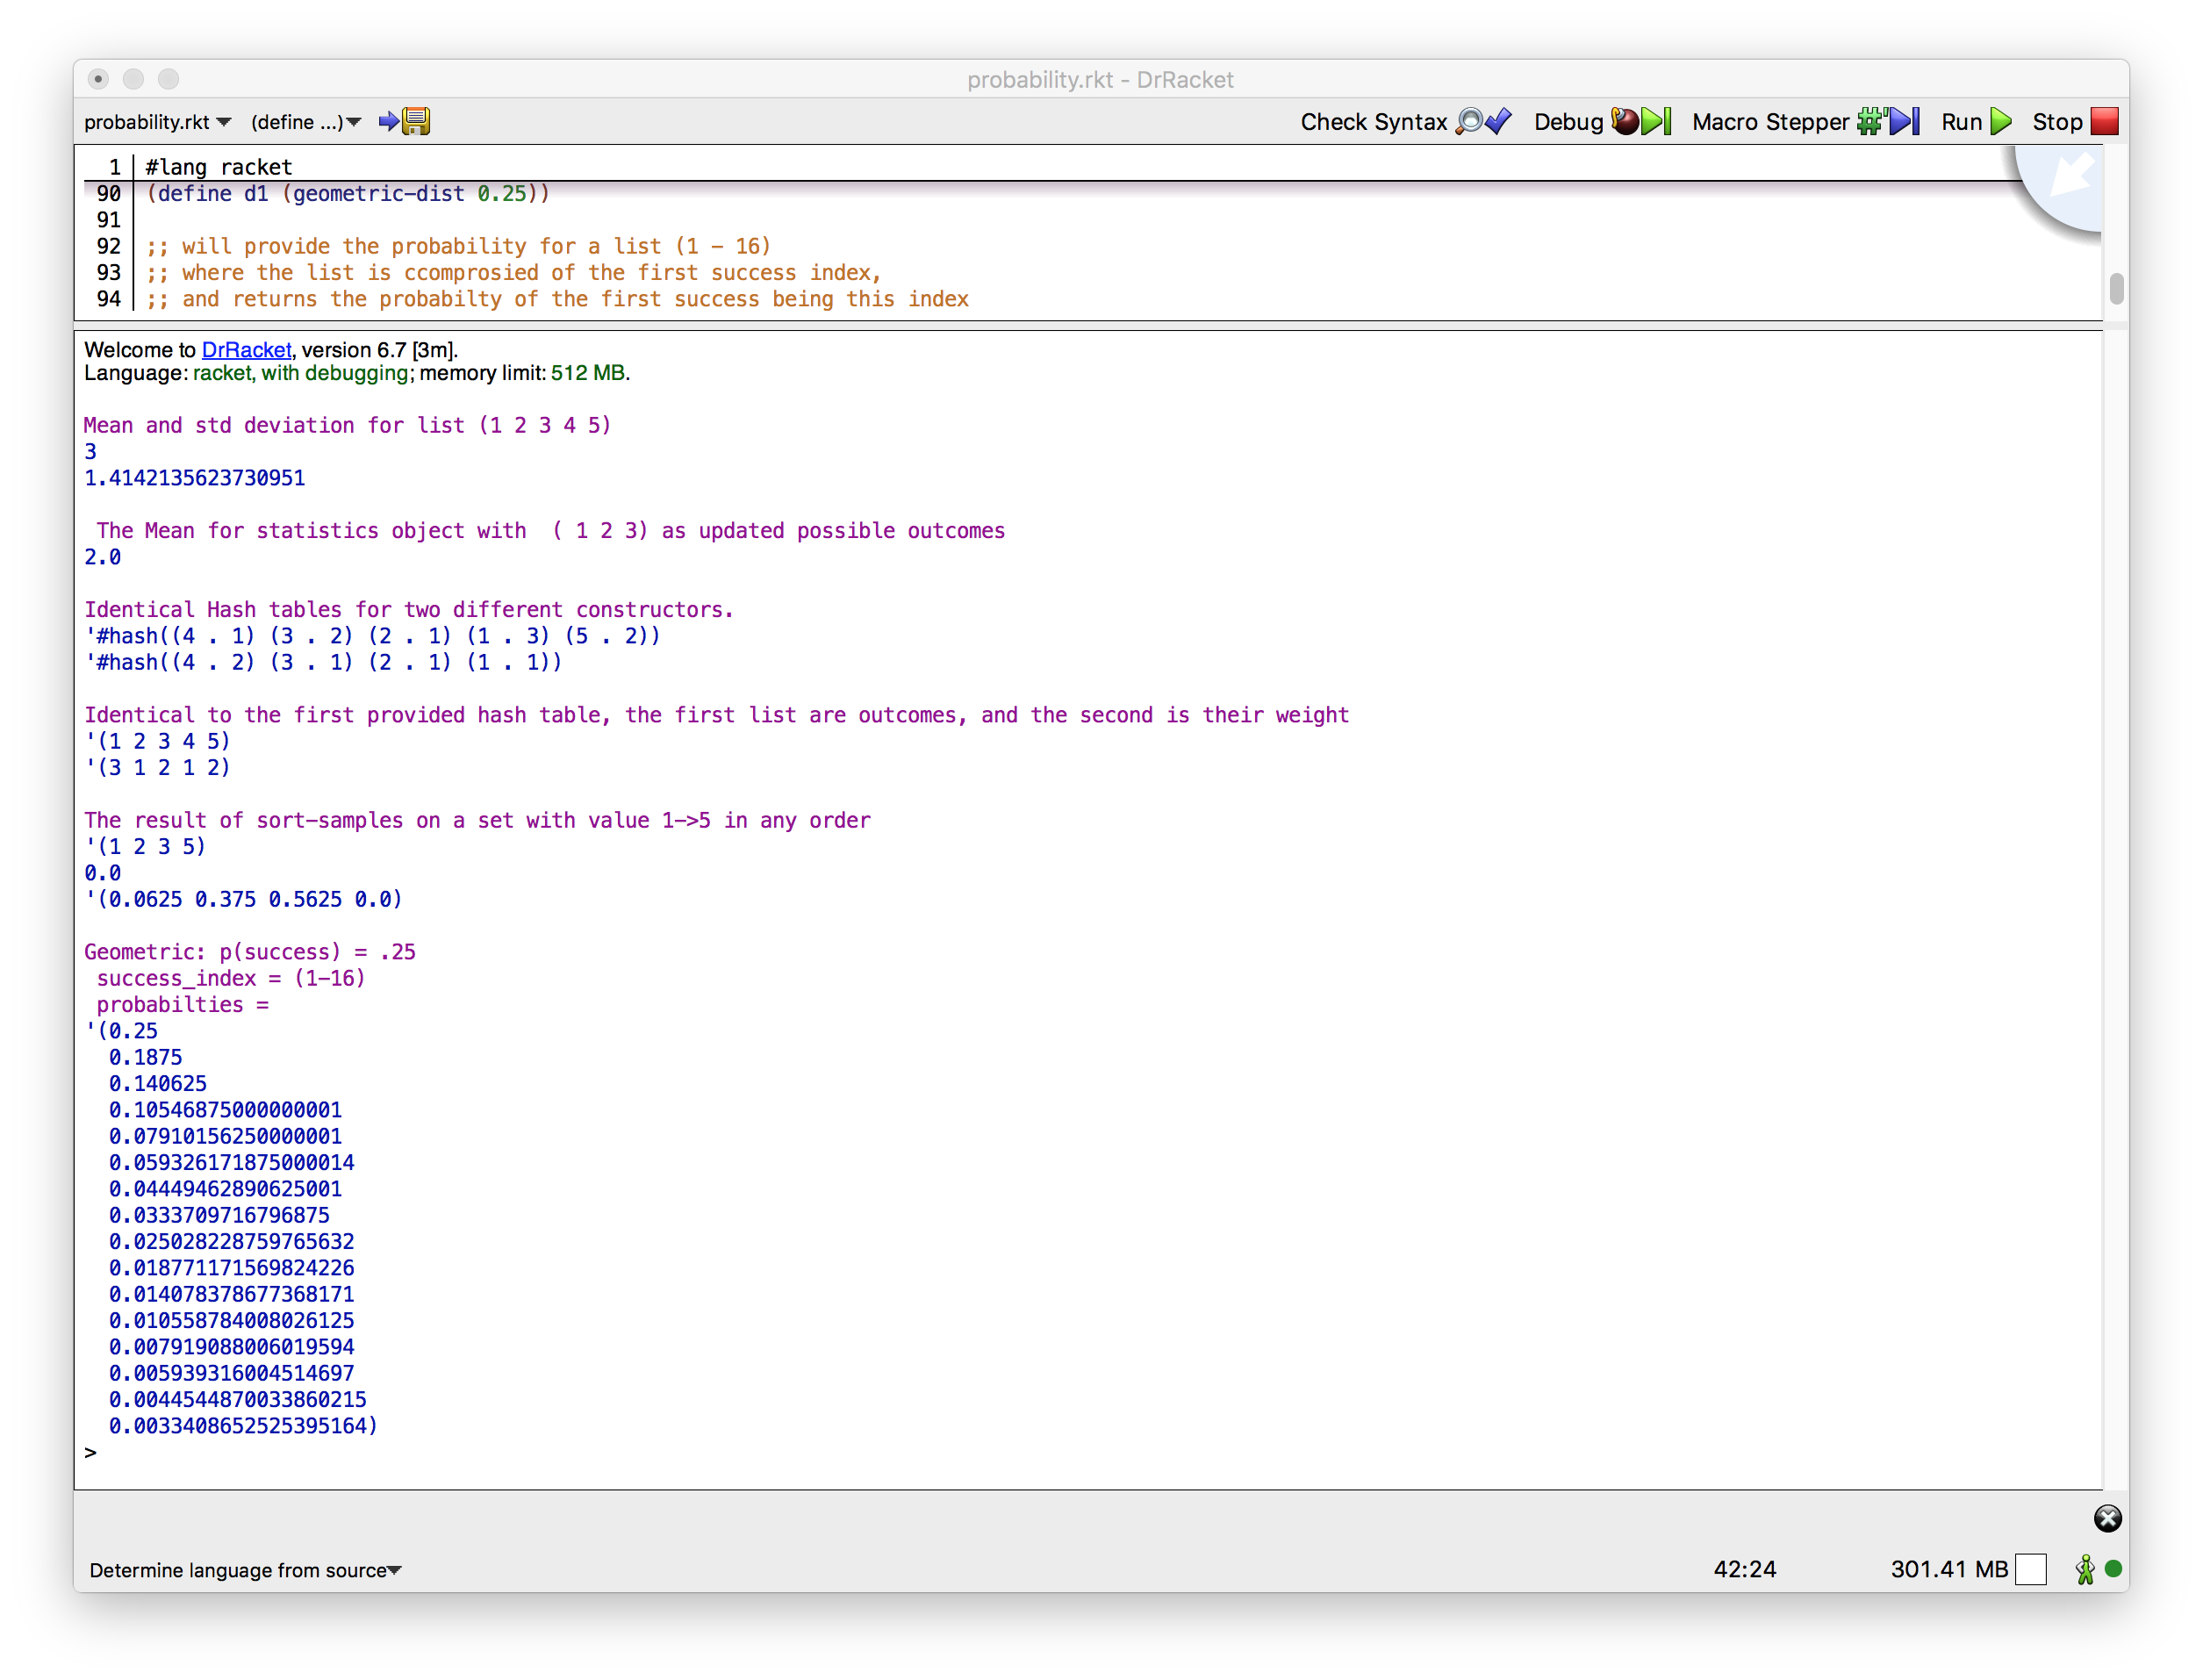 probability.rkt - DrRacket
probability.rkt (define ...) Check Syntax Debug Macro Stepper #' Run Stop
1 #lang racket
90 (define d1 (geometric-dist 0.25))
91
92 ;; will provide the probability for a list (1 - 16)
93 ;; where the list is ccomprosied of the first success index,
94 ;; and returns the probabilty of the first success being this index
Welcome to DrRacket, version 6.7 [3m].
Language: racket, with debugging; memory limit: 512 MB.
Mean and std deviation for list (1 2 3 4 5)
3
1.4142135623730951
The Mean for statistics object with  ( 1 2 3) as updated possible outcomes
2.0
Identical Hash tables for two different constructors.
'#hash((4 . 1) (3 . 2) (2 . 1) (1 . 3) (5 . 2))
'#hash((4 . 2) (3 . 1) (2 . 1) (1 . 1))
Identical to the first provided hash table, the first list are outcomes, and the second is their weight
'(1 2 3 4 5)
'(3 1 2 1 2)
The result of sort-samples on a set with value 1->5 in any order
'(1 2 3 5)
0.0
'(0.0625 0.375 0.5625 0.0)
Geometric: p(success) = .25
success_index = (1-16)
probabilties =
'(0.25
0.1875
0.140625
0.10546875000000001
0.07910156250000001
0.059326171875000014
0.04449462890625001
0.0333709716796875
0.025028228759765632
0.018771171569824226
0.014078378677368171
0.010558784008026125
0.007919088006019594
0.005939316004514697
0.0044544870033860215
0.0033408652525395164)
>
Determine language from source 42:24 301.41 MB